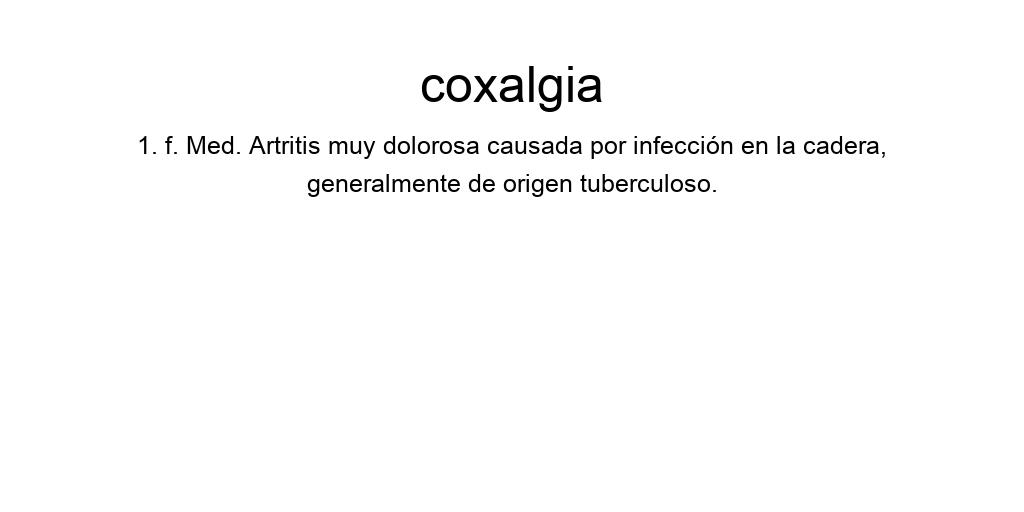 coxalgia
1. f. Med. Artritis muy dolorosa causada por infección en la cadera,
generalmente de origen tuberculoso.